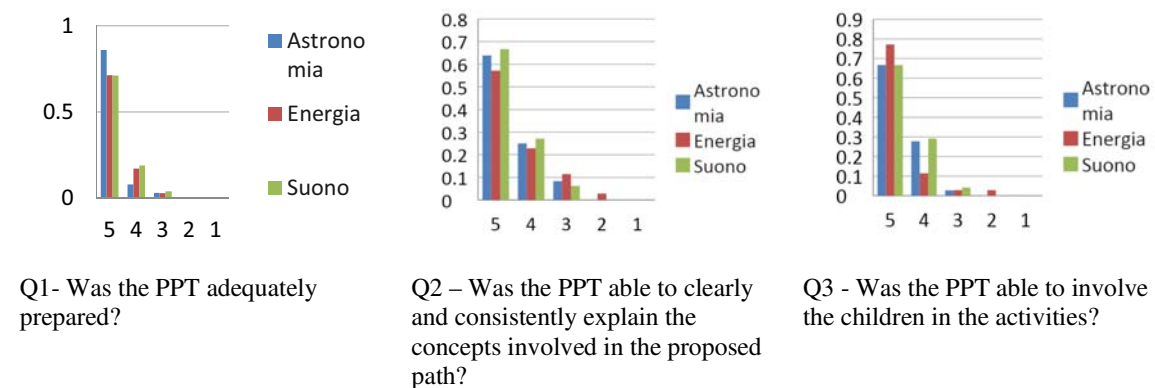 1
0.5
0
5 4 3 2 1
Astrono
mia
Energia
Suono
0.8
0.7
0.6
0.5
0.4
0.3
0.2
0.1
0
5 4 3 2 1
Astrono
mia
Energia
Suono
0.9
0.8
0.7
0.6
0.5
0.4
0.3
0.2
0.1
0
5 4 3 2 1
Astrono
mia
Energia
Suono
Q1- Was the PPT adequately
prepared?
Q2 – Was the PPT able to clearly
and consistently explain the
concepts involved in the proposed
path?
Q3 - Was the PPT able to involve
the children in the activities?